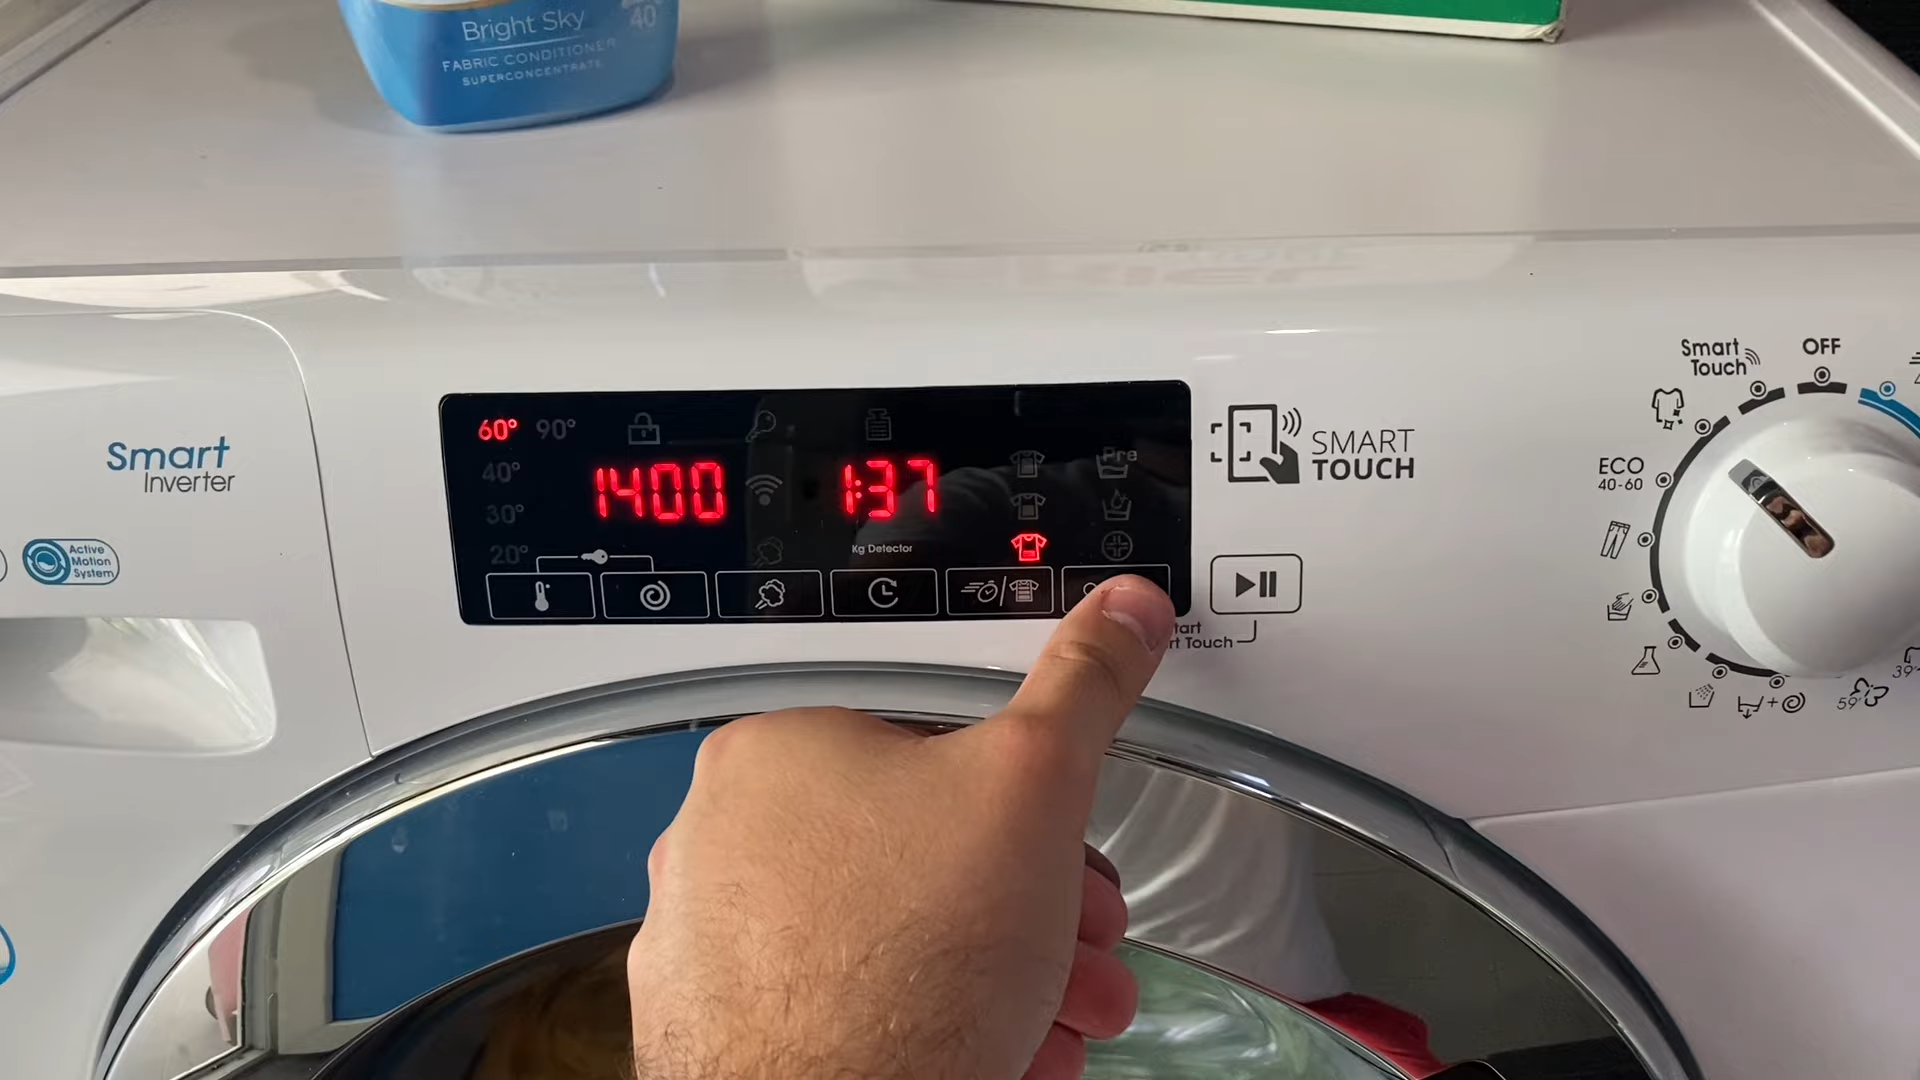 Bright Sky
40
FABRIC CONDITIONER
SUPERCONCENTRATE
Smart
Inverter
Active
Motion
System
60° 90°
40°
30°
20°
1400
1:37
Kg Detector
Pre
SMART
TOUCH
Smart
Touch
OFF
ECO
40-60
59'
39'
Touch